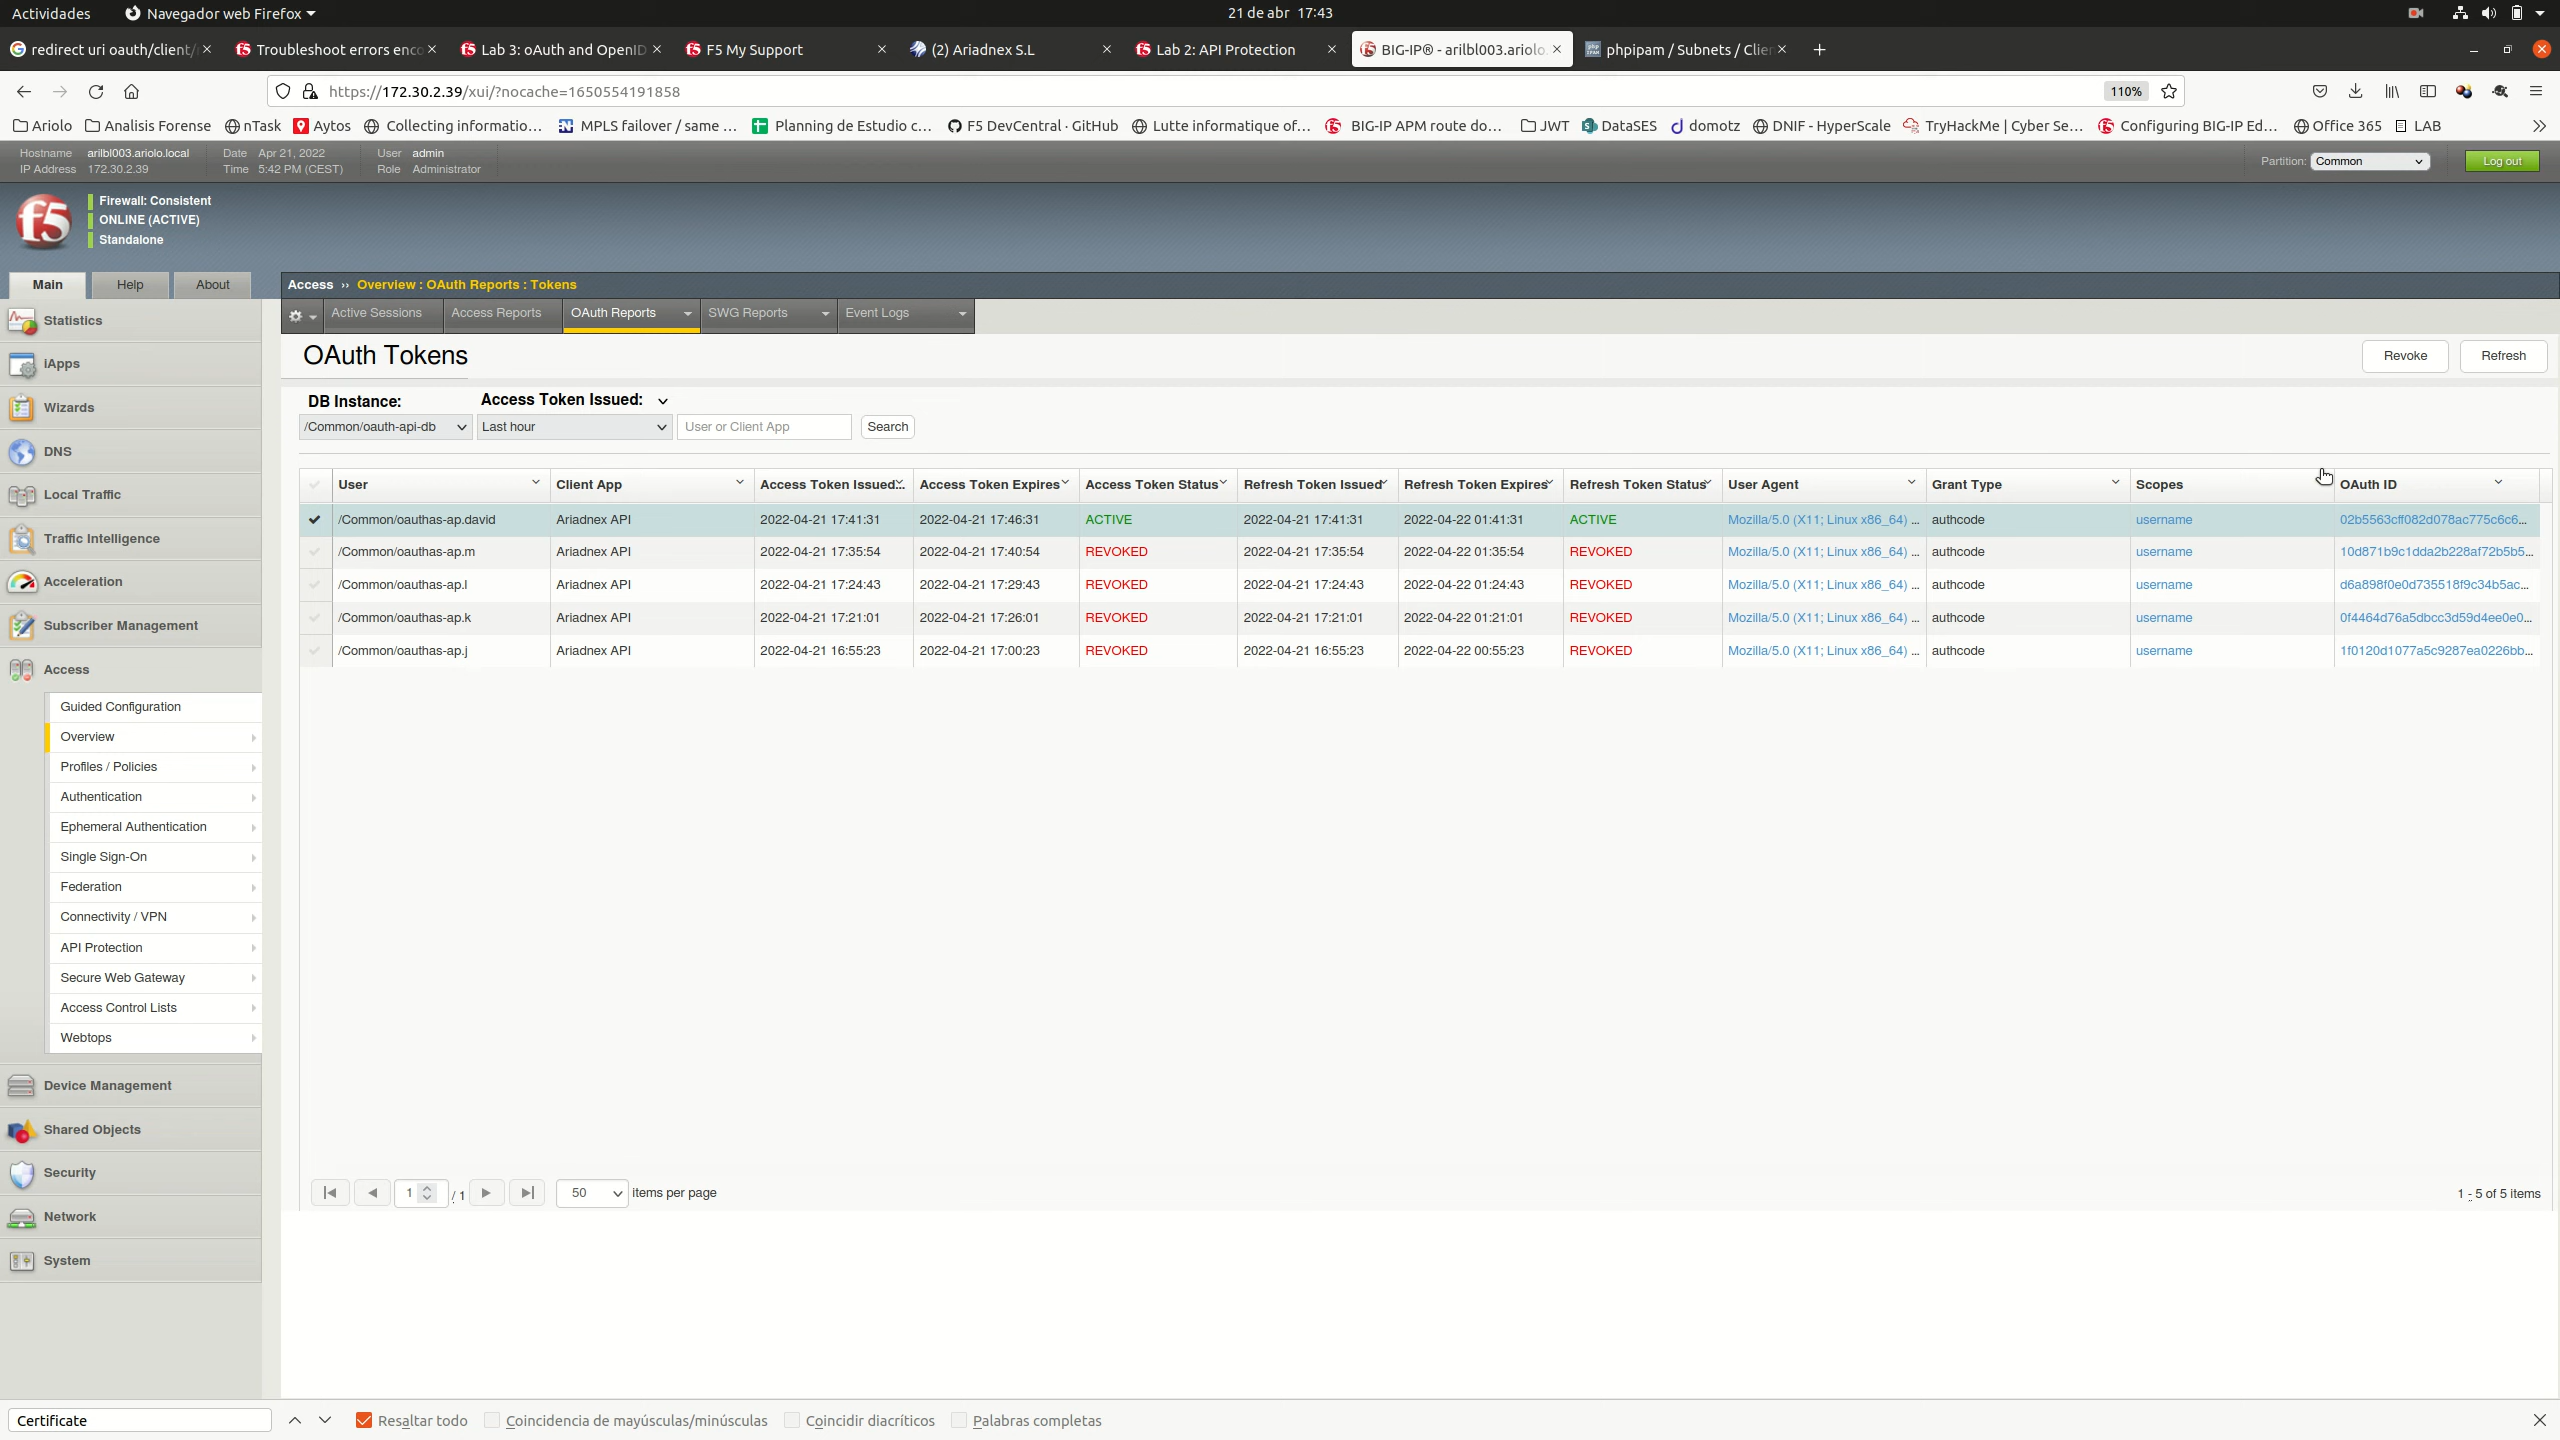 Actividades Navegador web Firefox 21 de abr 17:43
redirect uri oauth/client/ Troubleshoot errors enco Lab 3: oAuth and OpenID F5 My Support (2) Ariadnex S.L Lab 2: API Protection BIG-IP® - arilbl003.ariolo. phpipam / Subnets / Clien
https://172.30.2.39/xui/?nocache=1650554191858 110%
Ariolo Analisis Forense nTask Aytos Collecting informatio... MPLS failover / same ... Planning de Estudio c... F5 DevCentral · GitHub Lutte informatique of... BIG-IP APM route do... JWT DataSES domotz DNIF - HyperScale TryHackMe | Cyber Se... Configuring BIG-IP Ed... Office 365 LAB
Hostname arilbl003.ariolo.local Date Apr 21, 2022 User admin
IP Address 172.30.2.39 Time 5:42 PM (CEST) Role Administrator
Partition: Common Log out
f5
Firewall: Consistent
ONLINE (ACTIVE)
Standalone
Main Help About
Access ›› Overview : OAuth Reports : Tokens
Active Sessions Access Reports OAuth Reports SWG Reports Event Logs
Statistics
iApps
Wizards
DNS
Local Traffic
Traffic Intelligence
Acceleration
Subscriber Management
Access
Guided Configuration
Overview
Profiles / Policies
Authentication
Ephemeral Authentication
Single Sign-On
Federation
Connectivity / VPN
API Protection
Secure Web Gateway
Access Control Lists
Webtops
Device Management
Shared Objects
Security
Network
System
OAuth Tokens Revoke Refresh
DB Instance: Access Token Issued:
/Common/oauth-api-db Last hour User or Client App Search
User Client App Access Token Issued... Access Token Expires Access Token Status Refresh Token Issued Refresh Token Expires Refresh Token Status User Agent Grant Type Scopes OAuth ID
/Common/oauthas-ap.david Ariadnex API 2022-04-21 17:41:31 2022-04-21 17:46:31 ACTIVE 2022-04-21 17:41:31 2022-04-22 01:41:31 ACTIVE Mozilla/5.0 (X11; Linux x86_64) ... authcode username 02b5563cff082d078ac775c6c6...
/Common/oauthas-ap.m Ariadnex API 2022-04-21 17:35:54 2022-04-21 17:40:54 REVOKED 2022-04-21 17:35:54 2022-04-22 01:35:54 REVOKED Mozilla/5.0 (X11; Linux x86_64) ... authcode username 10d871b9c1dda2b228af72b5b5...
/Common/oauthas-ap.l Ariadnex API 2022-04-21 17:24:43 2022-04-21 17:29:43 REVOKED 2022-04-21 17:24:43 2022-04-22 01:24:43 REVOKED Mozilla/5.0 (X11; Linux x86_64) ... authcode username d6a898f0e0d735518f9c34b5ac...
/Common/oauthas-ap.k Ariadnex API 2022-04-21 17:21:01 2022-04-21 17:26:01 REVOKED 2022-04-21 17:21:01 2022-04-22 01:21:01 REVOKED Mozilla/5.0 (X11; Linux x86_64) ... authcode username 0f4464d76a5dbcc3d59d4ee0e0...
/Common/oauthas-ap.j Ariadnex API 2022-04-21 16:55:23 2022-04-21 17:00:23 REVOKED 2022-04-21 16:55:23 2022-04-22 00:55:23 REVOKED Mozilla/5.0 (X11; Linux x86_64) ... authcode username 1f0120d1077a5c9287ea0226bb...
1 / 1 50 items per page 1 - 5 of 5 items
Certificate Resaltar todo Coincidencia de mayúsculas/minúsculas Coincidir diacríticos Palabras completas